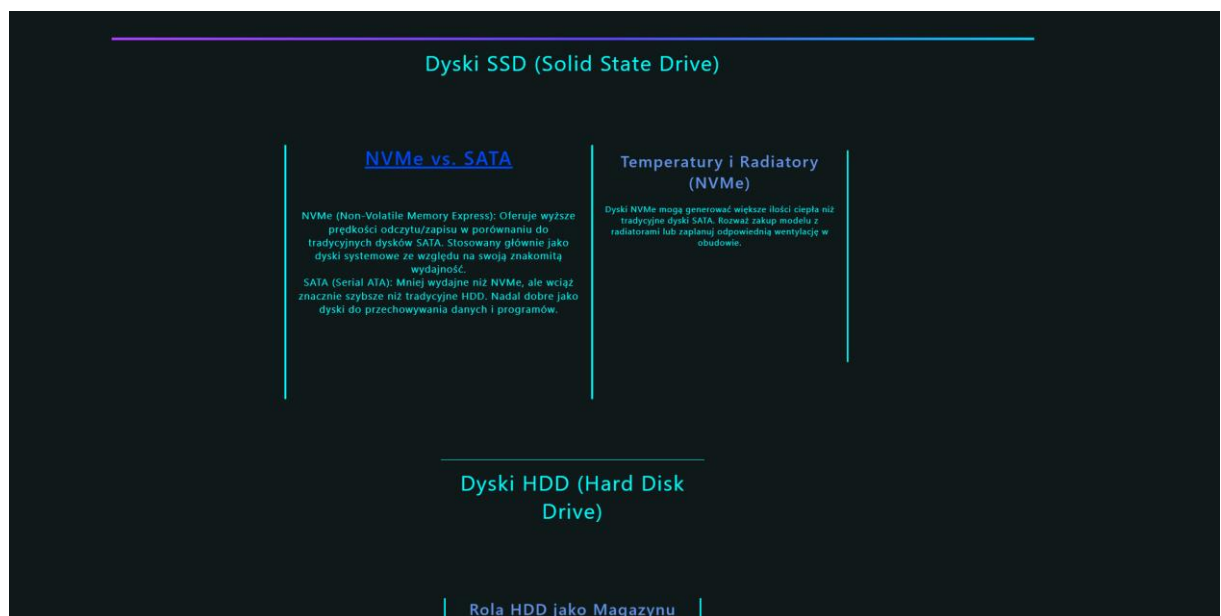 Dyski SSD (Solid State Drive)
NVMe vs. SATA
NVMe (Non-Volatile Memory Express): Oferuje wyższe
prędkości odczytu/zapisu w porównaniu do
tradycyjnych dysków SATA. Stosowany głównie jako
dyski systemowe ze względu na swoją znakomitą
wydajność.
SATA (Serial ATA): Mniej wydajne niż NVMe, ale wciąż
znacznie szybsze niż tradycyjne HDD. Nadal dobre jako
dyski do przechowywania danych i programów.
Temperatury i Radiatory
(NVMe)
Dyski NVMe mogą generować większe ilości ciepła niż
tradycyjne dyski SATA. Rozważ zakup modelu z
radiatorami lub zaplanuj odpowiednią wentylację w
obudowie.
Dyski HDD (Hard Disk
Drive)
Rola HDD jako Magazynu